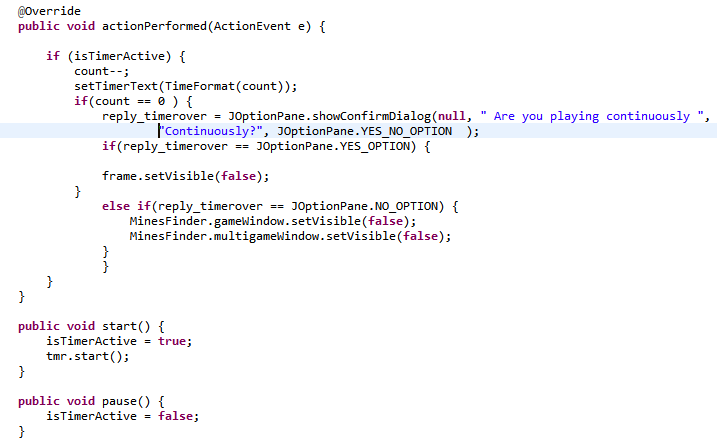 @Override
public void actionPerformed(ActionEvent e) {
if (isTimerActive) {
count--;
setTimerText(TimeFormat(count));
if(count == 0 ) {
reply_timerover = JOptionPane.showConfirmDialog(null, " Are you playing continuously ",
"Continuously?", JOptionPane.YES_NO_OPTION  );
if(reply_timerover == JOptionPane.YES_OPTION) {
frame.setVisible(false);
}
else if(reply_timerover == JOptionPane.NO_OPTION) {
MinesFinder.gameWindow.setVisible(false);
MinesFinder.multigameWindow.setVisible(false);
}
}
}
}
public void start() {
isTimerActive = true;
tmr.start();
}
public void pause() {
isTimerActive = false;
}